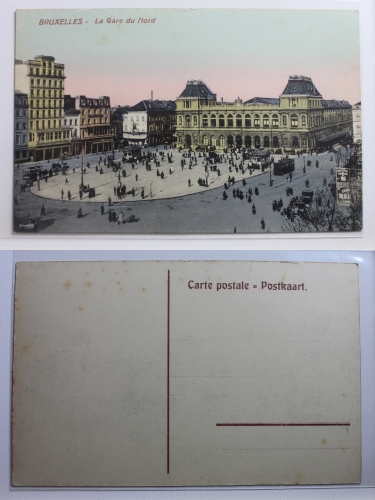 BRUXELLES - La Gare du Nord
Carte postale = Postkaart.